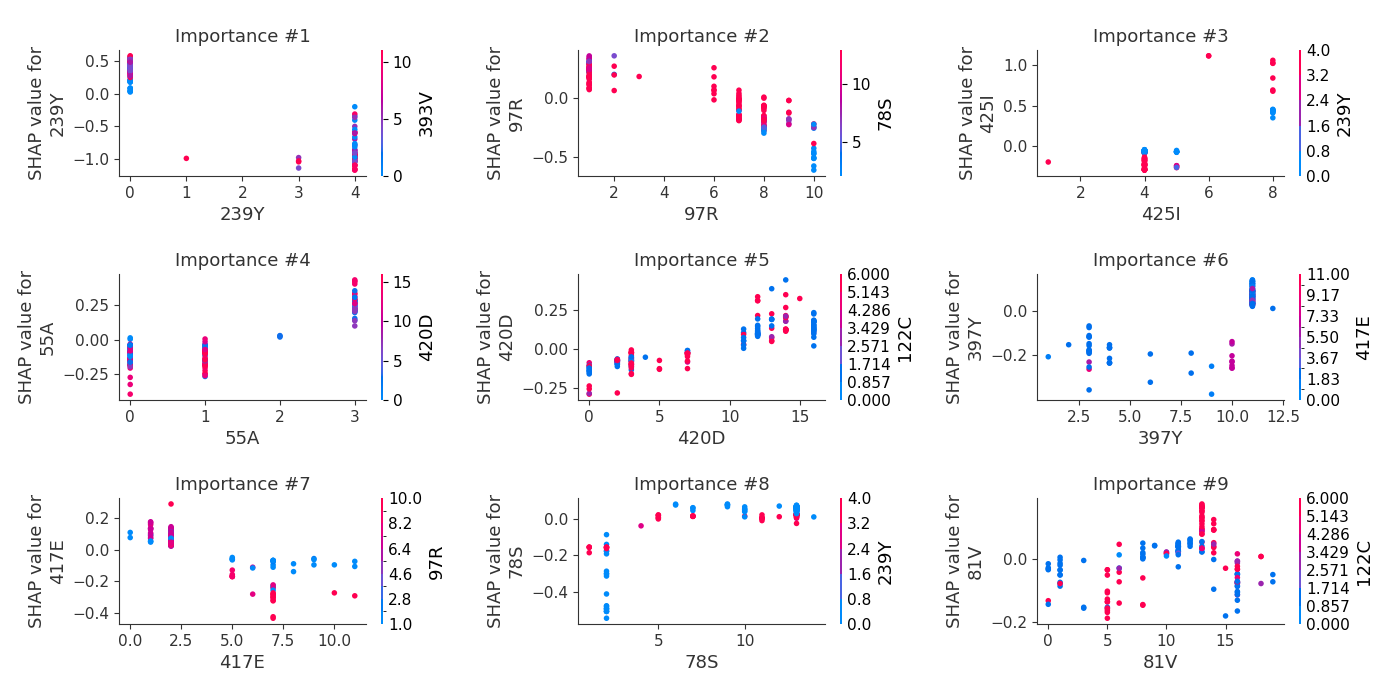 Importance #1
SHAP value for
239Y
0.5
0.0
−0.5
−1.0
0
1
2
3
4
239Y
10
5
0
393V
Importance #2
SHAP value for
97R
0.0
−0.5
2
4
6
8
10
97R
10
5
78S
Importance #3
SHAP value for
425I
1.0
0.5
0.0
2
4
6
8
425I
4.0
3.2
2.4
1.6
0.8
0.0
239Y
Importance #4
SHAP value for
55A
0.25
0.00
−0.25
0
1
2
3
55A
15
10
5
0
420D
Importance #5
SHAP value for
420D
0.25
0.00
−0.25
0
5
10
15
420D
6.000
5.143
4.286
3.429
2.571
1.714
0.857
0.000
122C
Importance #6
SHAP value for
397Y
0.0
−0.2
2.5
5.0
7.5
10.0
12.5
397Y
11.00
9.17
7.33
5.50
3.67
1.83
0.00
417E
Importance #7
SHAP value for
417E
0.2
0.0
−0.2
−0.4
0.0
2.5
5.0
7.5
10.0
417E
10.0
8.2
6.4
4.6
2.8
1.0
97R
Importance #8
SHAP value for
78S
0.0
−0.2
−0.4
5
10
78S
4.0
3.2
2.4
1.6
0.8
0.0
239Y
Importance #9
SHAP value for
81V
0.0
−0.2
0
5
10
15
81V
6.000
5.143
4.286
3.429
2.571
1.714
0.857
0.000
122C